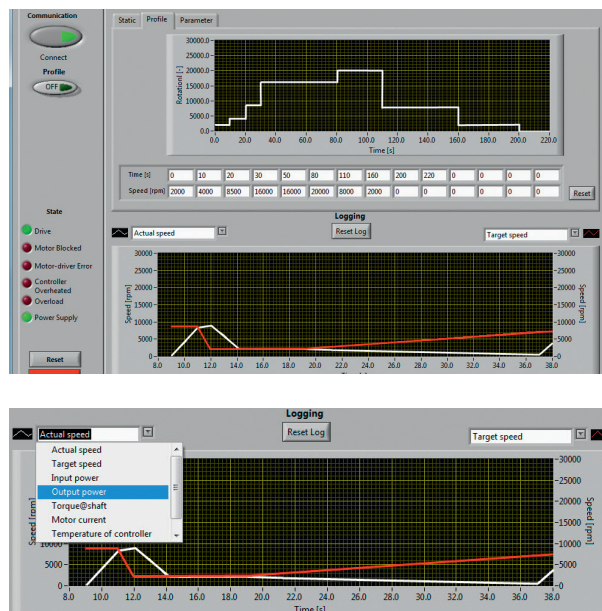 Communication
Connect
Profile
OFF
Static Profile Parameter
30000.0
25000.0
20000.0
15000.0
10000.0
5000.0
0.0
Rotation[ -]
0.0 20.0 40.0 60.0 80.0 100.0 120.0 140.0 160.0 180.0 200.0 220.0
Time [s]
Time [s] 0 10 20 30 50 80 110 160 200 220 0 0 0 0
Speed [rpm] 2000 4000 8500 16000 16000 20000 8000 2000 0 0 0 0 0 0 Reset
State
Drive
Motor Blocked
Motor-driver Error
Controller
Overheated
Overload
Power Supply
Reset
Logging
Actual speed Reset Log Target speed
30000
25000
20000
15000
10000
5000
0
Speed [rpm]
30000
25000
20000
15000
10000
5000
0
Speed [rpm]
8.0 10.0 12.0 14.0 16.0 18.0 20.0 22.0 24.0 26.0 28.0 30.0 32.0 34.0 36.0 38.0
Logging
Actual speed Reset Log Target speed
Actual speed
Target speed
Input power
Output power
Torque@shaft
Motor current
Temperature of controller
Speed [rpm]
10000
5000
0
30000
25000
20000
15000
10000
5000
0
Speed [rpm]
8.0 10.0 12.0 14.0 16.0 18.0 20.0 22.0 24.0 26.0 28.0 30.0 32.0 34.0 36.0 38.0
Time [s]